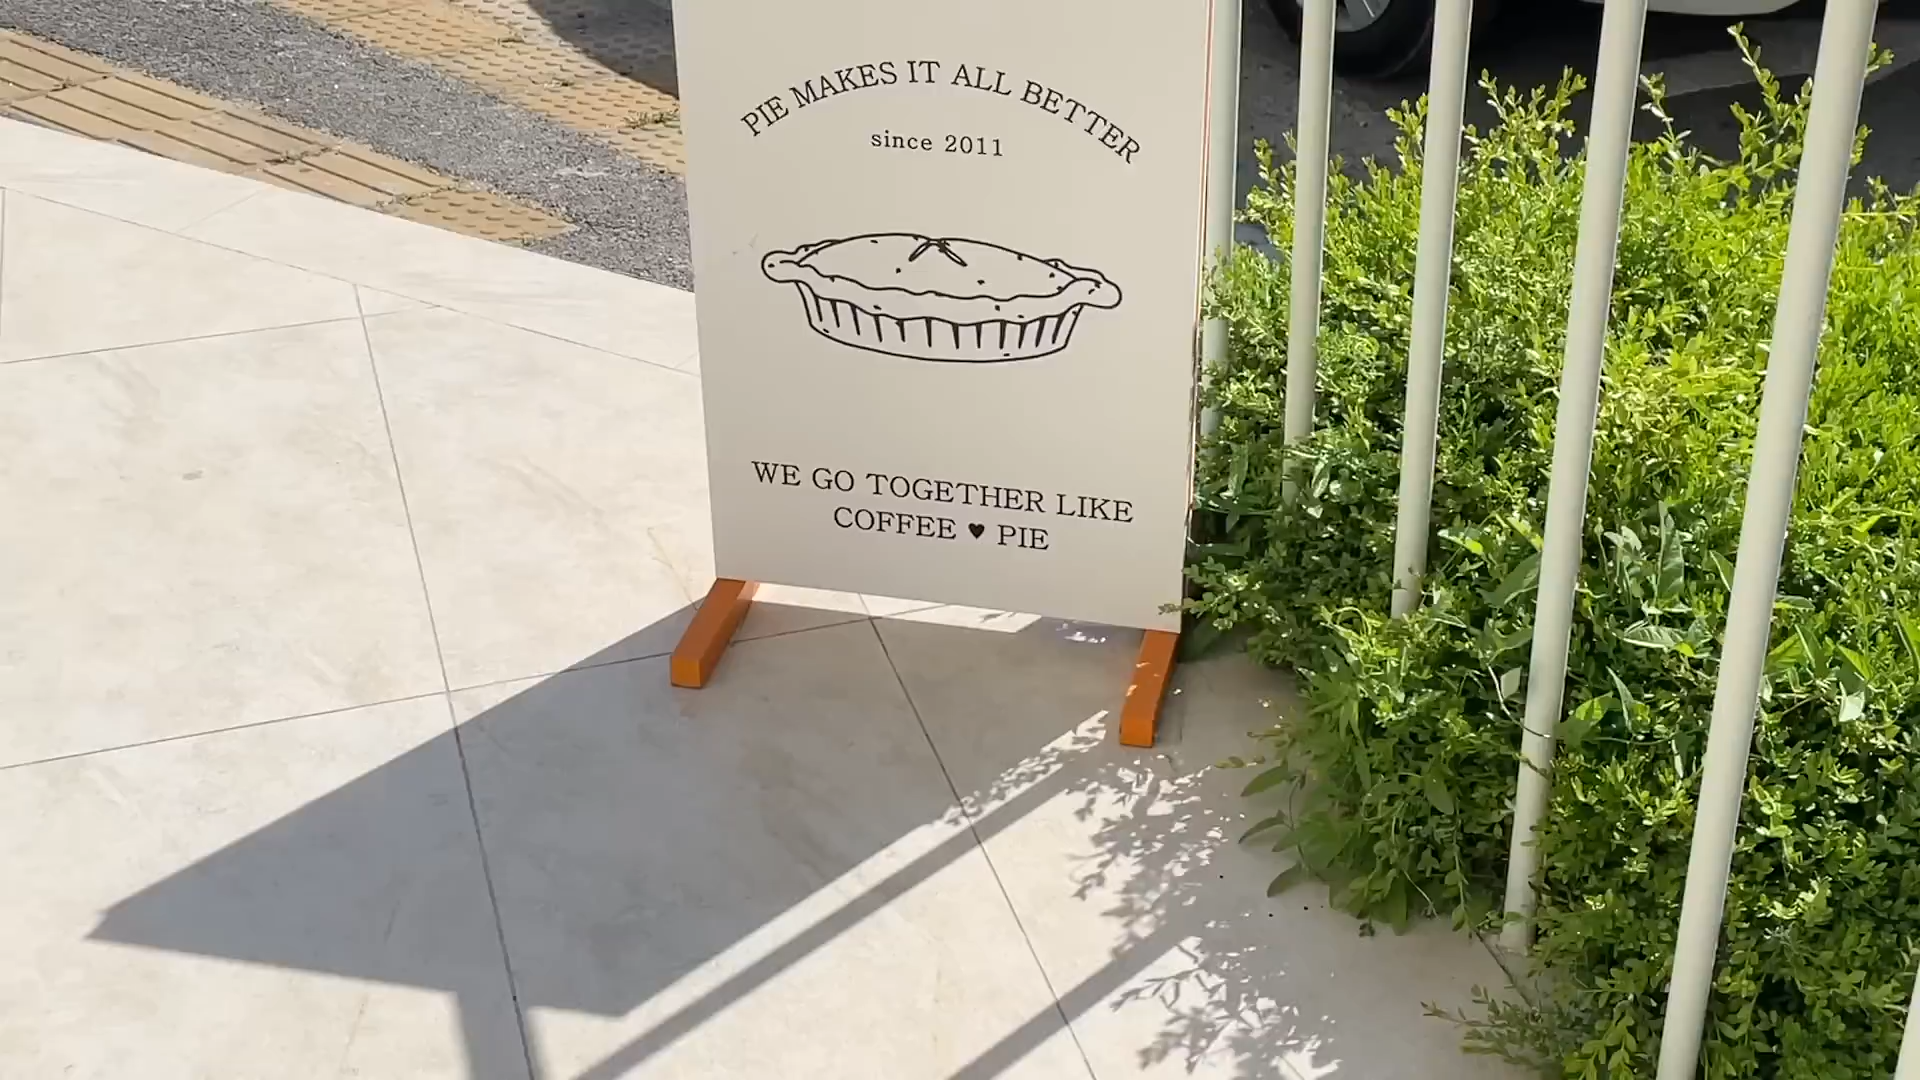 PIE MAKES IT ALL BETTER
since 2011
WE GO TOGETHER LIKE
COFFEE ♥ PIE